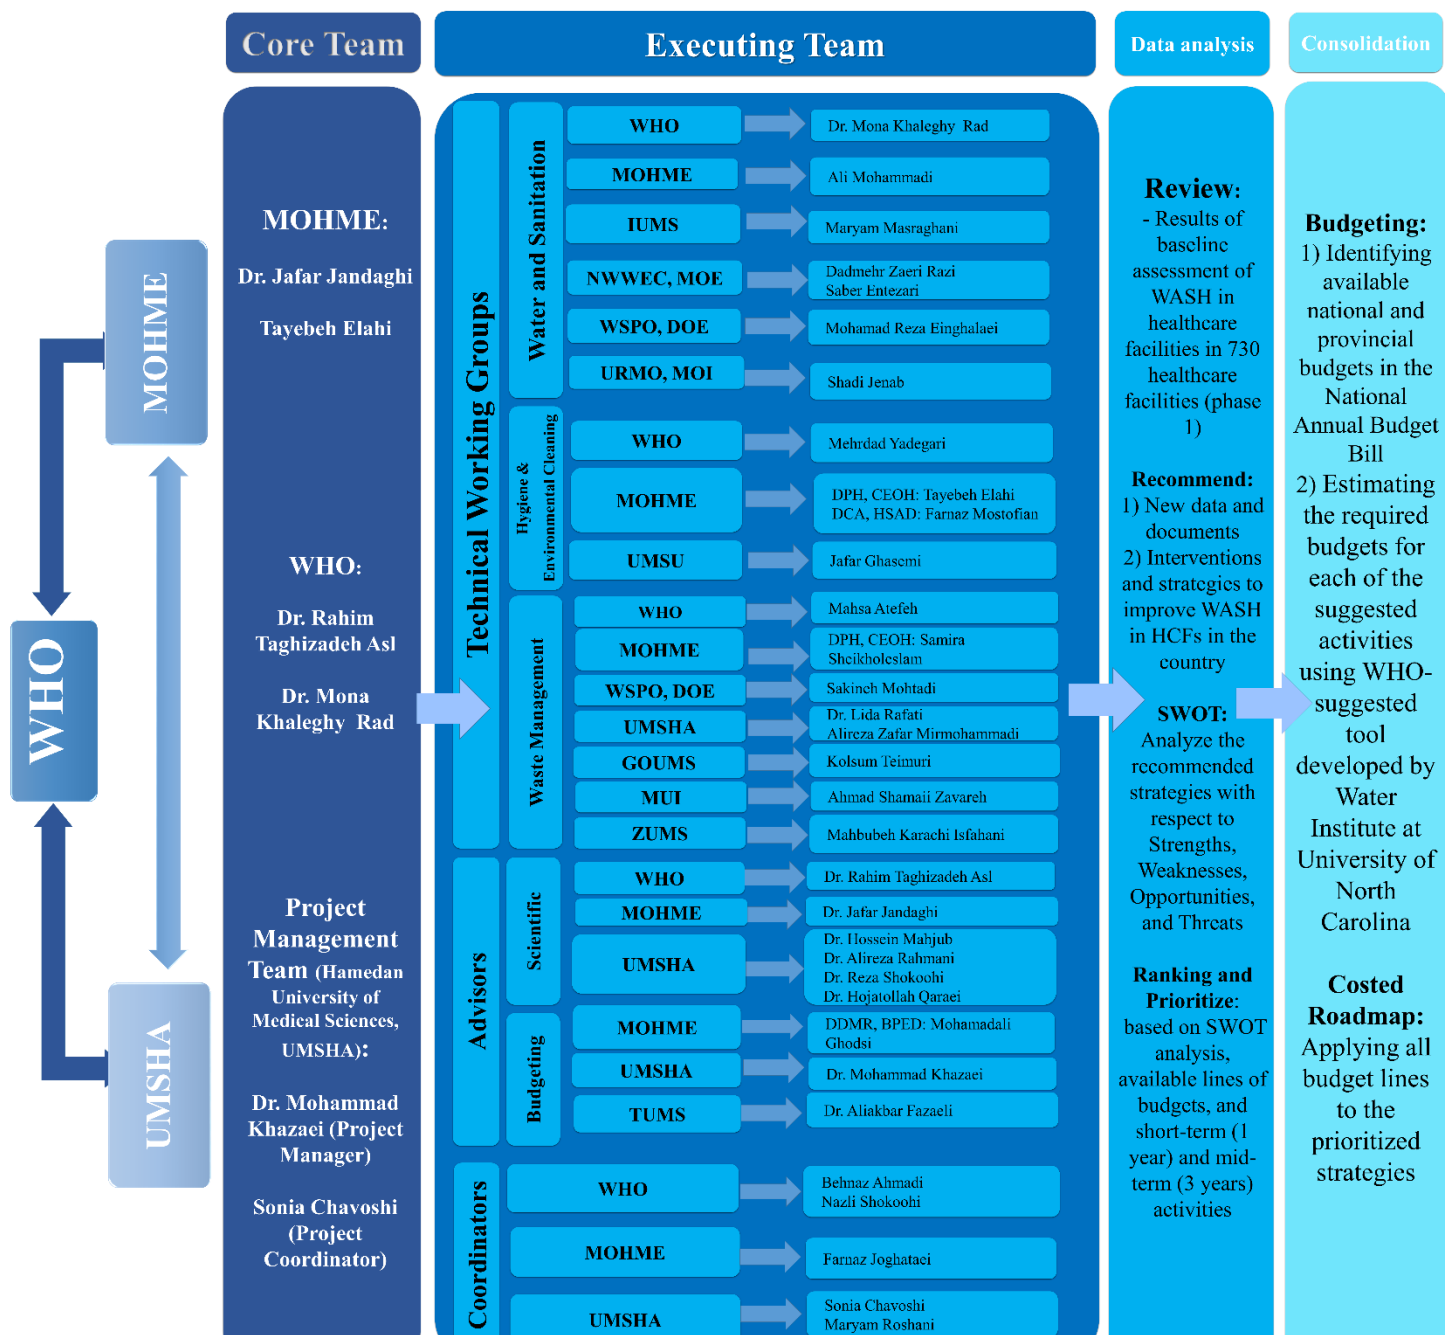 Core Team
Executing Team
Data analysis
Consolidation
MOHME
WHO
UMSHA
MOHME:
Dr. Jafar Jandaghi
Tayebeh Elahi
WHO:
Dr. Rahim
Taghizadeh Asl
Dr. Mona
Khaleghy Rad
Project
Management
Team (Hamedan
University of
Medical Sciences,
UMSHA):
Dr. Mohammad
Khazaei (Project
Manager)
Sonia Chavoshi
(Project
Coordinator)
Technical Working Groups
Water and Sanitation
WHO
Dr. Mona Khaleghy Rad
MOHME
Ali Mohammadi
IUMS
Maryam Masraghani
NWWEC, MOE
Dadmehr Zaeri Razi
Saber Entezari
WSPO, DOE
Mohamad Reza Einghalaei
URMO, MOI
Shadi Jenab
Hygiene &
Environmental Cleaning
WHO
Mehrdad Yadegari
MOHME
DPH, CEOH: Tayebeh Elahi
DCA, HSAD: Farnaz Mostofian
UMSU
Jafar Ghasemi
Waste Management
WHO
Mahsa Atefeh
MOHME
DPH, CEOH: Samira
Sheikholeslam
WSPO, DOE
Sakineh Mohtadi
UMSHA
Dr. Lida Rafati
Alireza Zafar Mirmohammadi
GOUMS
Kolsum Teimuri
MUI
Ahmad Shamaii Zavareh
ZUMS
Mahbubeh Karachi Isfahani
Advisors
Scientific
WHO
Dr. Rahim Taghizadeh Asl
MOHME
Dr. Jafar Jandaghi
UMSHA
Dr. Hossein Mahjub
Dr. Alireza Rahmani
Dr. Reza Shokoohi
Dr. Hojatollah Qaraei
Budgeting
MOHME
DDMR, BPED: Mohamadali
Ghodsi
UMSHA
Dr. Mohammad Khazaei
TUMS
Dr. Aliakbar Fazaeli
Coordinators
WHO
Behnaz Ahmadi
Nazli Shokoohi
MOHME
Farnaz Joghataei
UMSHA
Sonia Chavoshi
Maryam Roshani
Review:
- Results of
baseline
assessment of
WASH in
healthcare
facilities in 730
healthcare
facilities (phase
1)
Recommend:
1) New data and
documents
2) Interventions
and strategies to
improve WASH
in HCFs in the
country
SWOT:
Analyze the
recommended
strategies with
respect to
Strengths,
Weaknesses,
Opportunities,
and Threats
Ranking and
Prioritize:
based on SWOT
analysis,
available lines of
budgets, and
short-term (1
year) and mid-
term (3 years)
activities
Budgeting:
1) Identifying
available
national and
provincial
budgets in the
National
Annual Budget
Bill
2) Estimating
the required
budgets for
each of the
suggested
activities
using WHO-
suggested
tool
developed by
Water
Institute at
University of
North
Carolina
Costed
Roadmap:
Applying all
budget lines
to the
prioritized
strategies